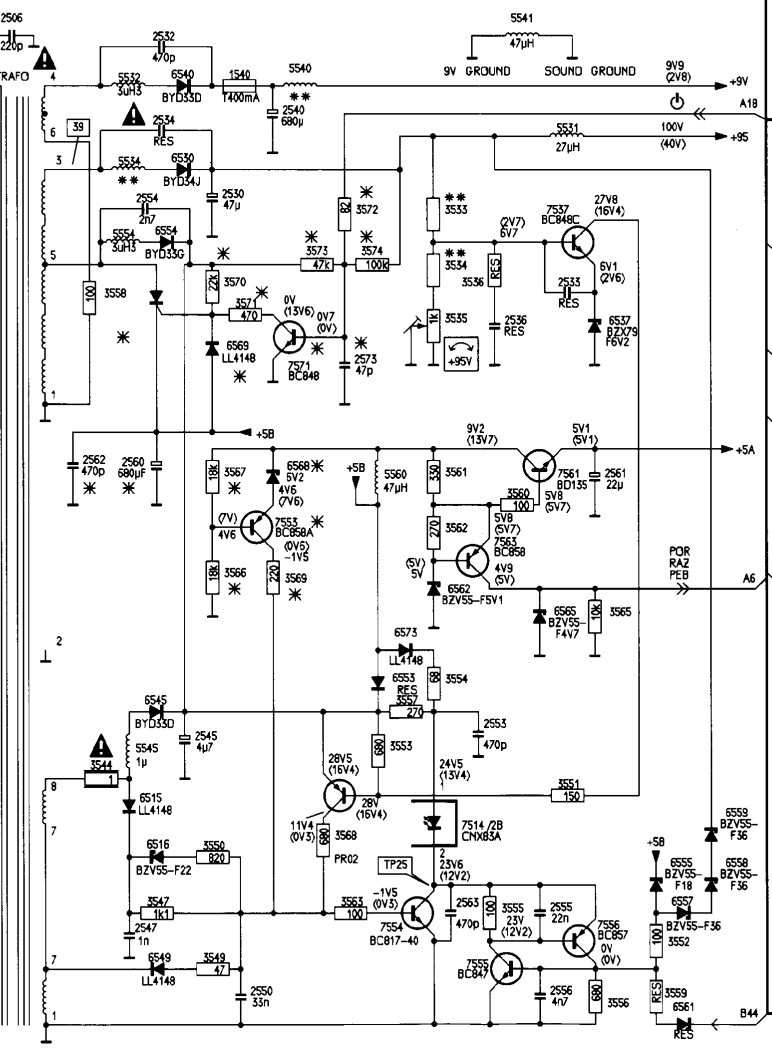 2506
220p
2532
470p
5541
47µH
RAFO
4
5532
3uH3
6540
BYD33D
1540
T400mA
5540
**
9V GROUND
SOUND GROUND
9V9
(2V8)
+9V
2534
RES
2540
680µ
A18
39
6
5531
27µH
100V
(40V)
+95
3
5534
**
6530
BYD34J
2530
47µ
2554
2n7
82
3572
*
**
3533
(2V7)
6V7
7537
BC848C
27V8
(16V4)
5554
3uH3
6554
BYD33G
*
3573
47k
*
3574
100k
*
5
**
3534
3536
RES
6V1
(2V6)
100
3558
22k
3570
3571
470
*
0V
(13V6)
0V7
(0V)
2533
RES
1k
3535
2536
RES
6537
BZX79
F6V2
*
6569
LL4148
*
7571
BC848
*
*
2573
47p
+95V
1
+5B
9V2
(13V7)
5V1
(5V1)
+5A
2562
470p
*
2560
680µF
*
18k
3567
*
6568
6V2
*
4V6
(7V6)
+5B
5560
47µH
330
3561
7561
BD135
2561
22µ
(7V)
4V6
7553
BC858A
*
(0V6)
-1V5
3560
100
5V8
(5V7)
270
3562
5V8
(5V7)
7563
BC858
18k
3566
*
220
3569
*
(5V)
5V
4V9
(5V)
POR
RAZ
PEB
A6
6562
BZV55-F5V1
6565
BZV55-
F4V7
10k
3565
2
6573
LL4148
6553
RES
68
3554
6545
BYD33D
3557
270
2553
470p
5545
1µ
2545
4µ7
680
3553
3544
1
28V5
(16V4)
24V5
(13V4)
8
3551
150
6515
LL4148
28V
(16V4)
7
11V4
(0V3)
680
3568
PR02
7514/2B
CNX83A
6559
BZV55-
F36
6516
BZV55-F22
3550
820
TP25
2
23V6
(12V2)
+5B
6555
BZV55-
F18
6558
BZV55-
F36
3547
1k1
3563
100
-1V5
(0V3)
2563
470p
100
3555
23V
(12V2)
2555
22n
7556
BC857
6557
BZV55-F36
2547
1n
7554
BC817-40
0V
(0V)
100
3552
7
6549
LL4148
3549
47
7555
BC847
2550
33n
2556
4n7
680
3556
RES
3559
6561
RES
B44
1